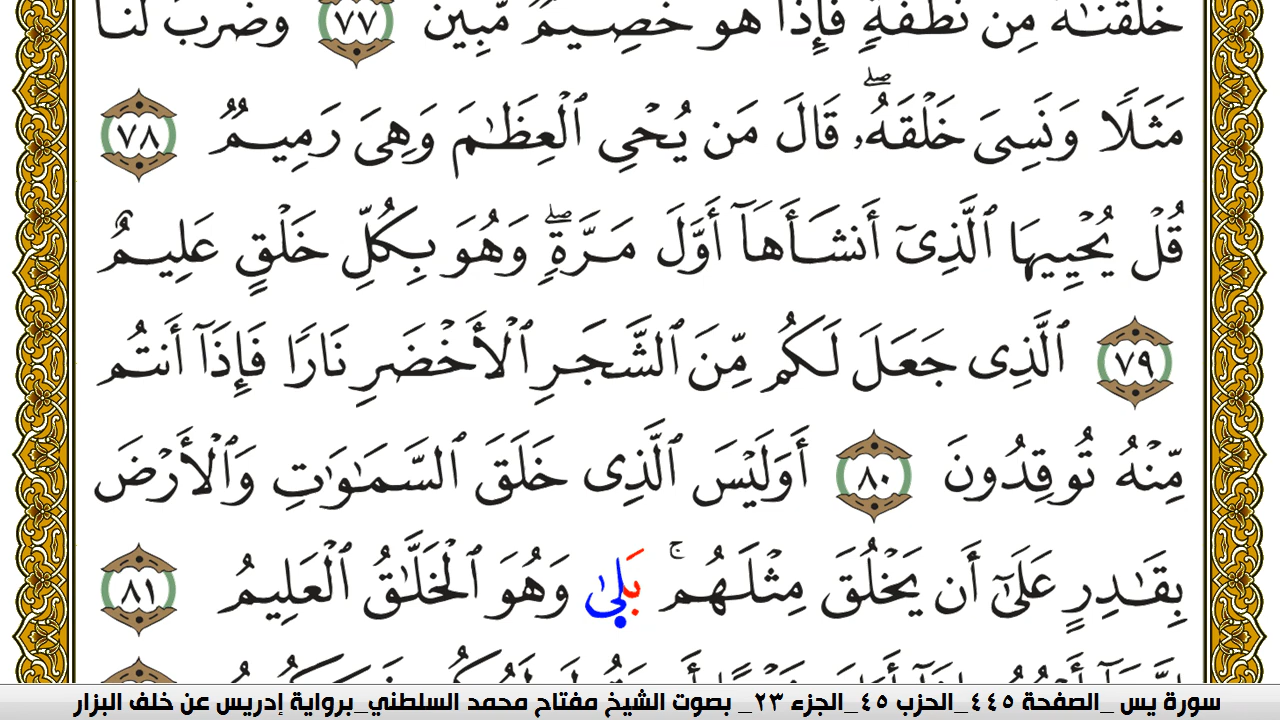 خَلَقْنَـٰهُ مِن نُّطْفَةٍ فَإِذَا هُوَ خَصِيمٌ مُّبِينٌ ٧٧ وَضَرَبَ لَنَا
مَثَلًا وَنَسِىَ خَلْقَهُۥۖ قَالَ مَن يُحْىِ ٱلْعِظَـٰمَ وَهِىَ رَمِيمٌ ٧٨
قُلْ يُحْيِيهَا ٱلَّذِىٓ أَنشَأَهَآ أَوَّلَ مَرَّةٍۖ وَهُوَ بِكُلِّ خَلْقٍ عَلِيمٌ
٧٩ ٱلَّذِى جَعَلَ لَكُم مِّنَ ٱلشَّجَرِ ٱلْأَخْضَرِ نَارًا فَإِذَآ أَنتُم
مِّنْهُ تُوقِدُونَ ٨٠ أَوَلَيْسَ ٱلَّذِى خَلَقَ ٱلسَّمَـٰوَٰتِ وَٱلْأَرْضَ
بِقَـٰدِرٍ عَلَىٰٓ أَن يَخْلُقَ مِثْلَهُمۚ بَلَىٰ وَهُوَ ٱلْخَلَّـٰقُ ٱلْعَلِيمُ ٨١
سورة يس _الصفحة ٤٤٥_الحزب ٤٥_الجزء ٢٣_ بصوت الشيخ مفتاح محمد السلطني_برواية إدريس عن خلف البزار